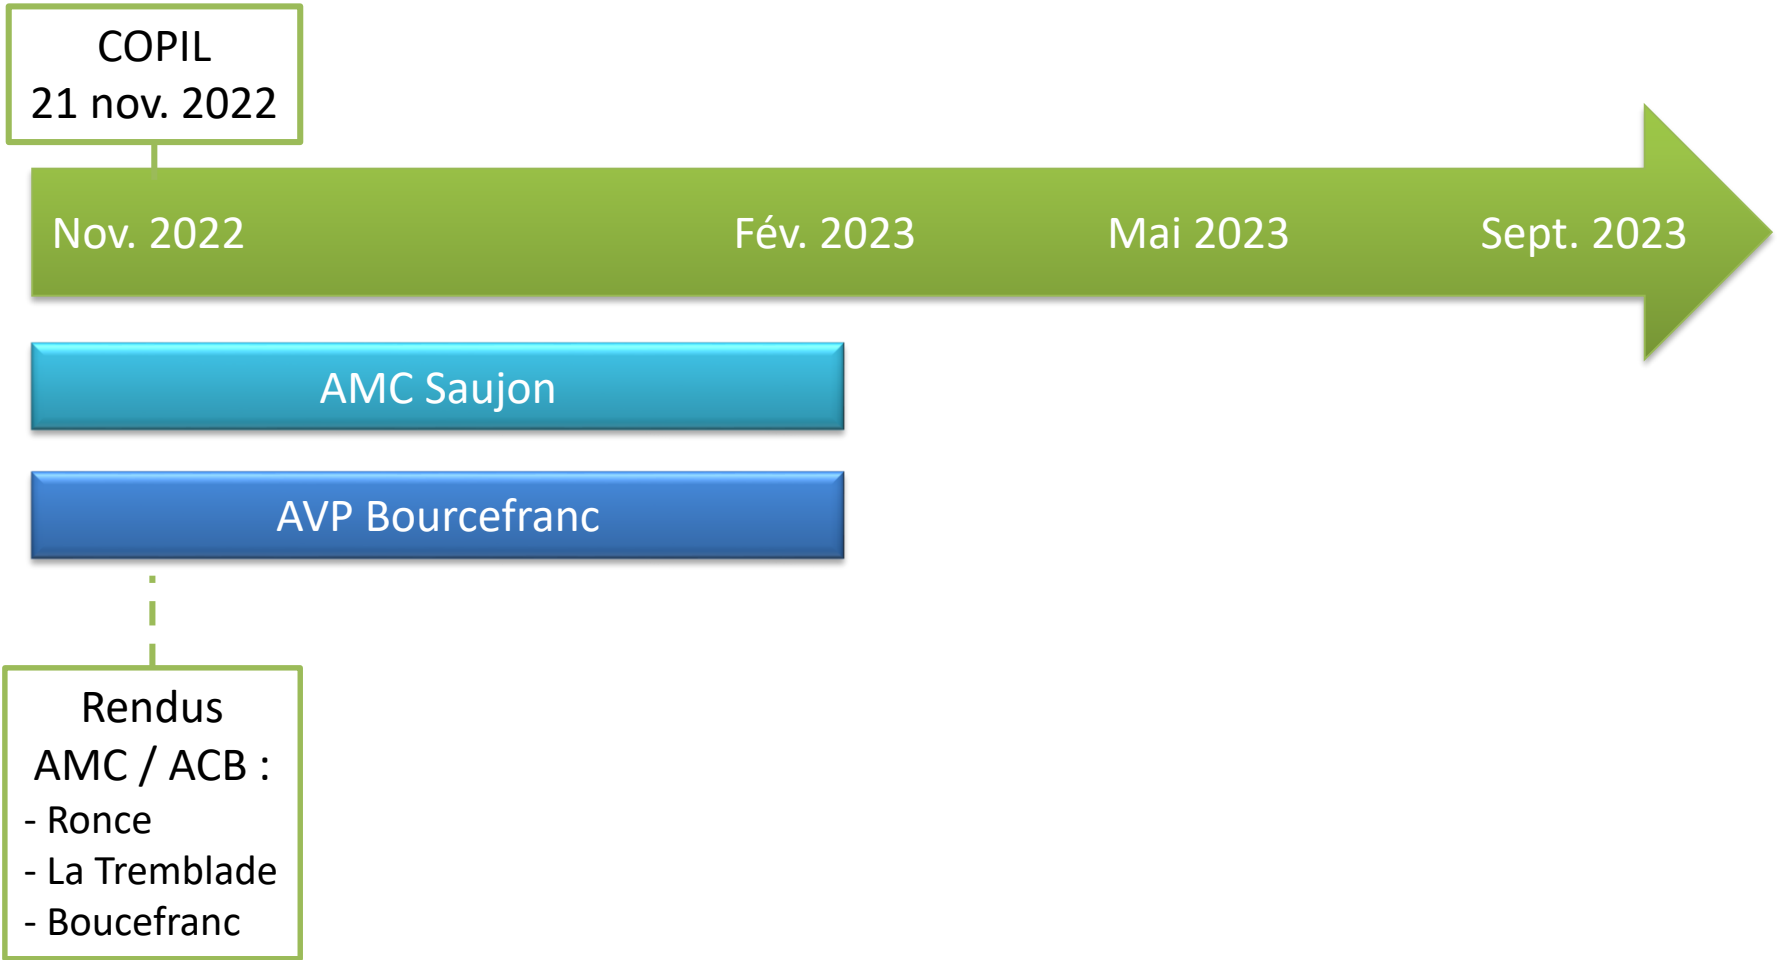 COPIL
21 nov. 2022
Nov. 2022
Fév. 2023
Mai 2023
Sept. 2023
AMC Saujon
AVP Bourcefranc
Rendus
AMC / ACB :
- Ronce
- La Tremblade
- Boucefranc